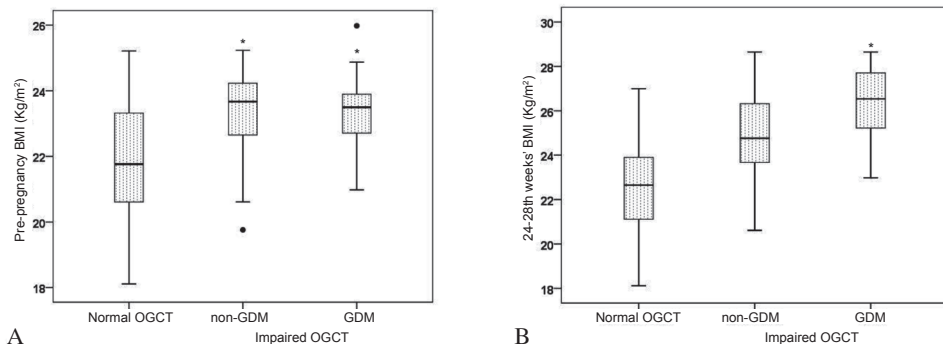 Pre-pregnancy BMI (Kg/m²)
26
24
22
20
18
*
*
Normal OGCT non-GDM GDM
Impaired OGCT
A
24-28th weeks' BMI (Kg/m²)
30
28
26
24
22
20
18
*
Normal OGCT non-GDM GDM
Impaired OGCT
B